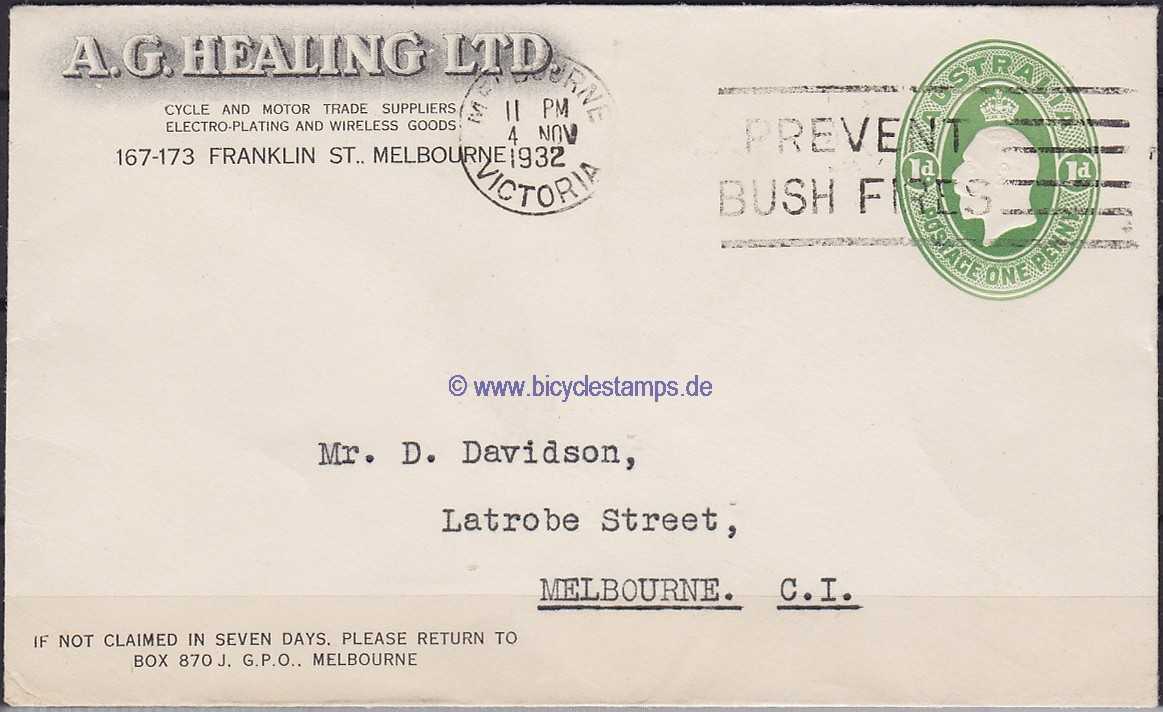 A. G. HEALING LTD.
CYCLE AND MOTOR TRADE SUPPLIERS
ELECTRO-PLATING AND WIRELESS GOODS
167-173 FRANKLIN ST., MELBOURNE
MELBOURNE
11 PM
4 NOV
1932
VICTORIA
PREVENT
BUSH FIRES
AUSTRALIA
1d. 1d
POSTAGE ONE PENNY
© www.bicyclestamps.de
Mr. D. Davidson,
Latrobe Street,
MELBOURNE. C.I.
IF NOT CLAIMED IN SEVEN DAYS, PLEASE RETURN TO
BOX 870 J, G.P.O., MELBOURNE